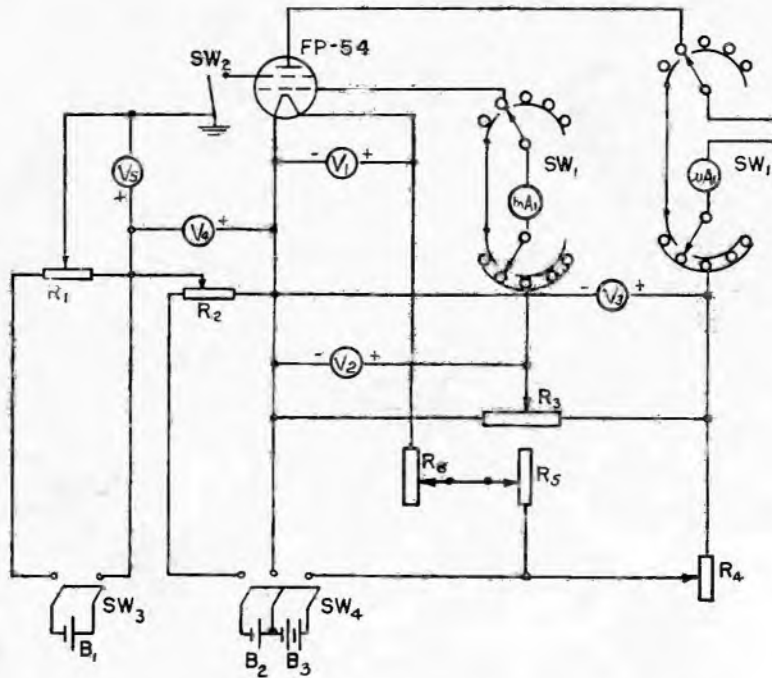 FP-54
SW2
SW1
SW1
- V1 +
V5
+
mA1
μA1
V4 +
R1
R2
- V3 +
- V2 +
R3
R6
R5
R4
SW3
SW4
B1
B2
B3